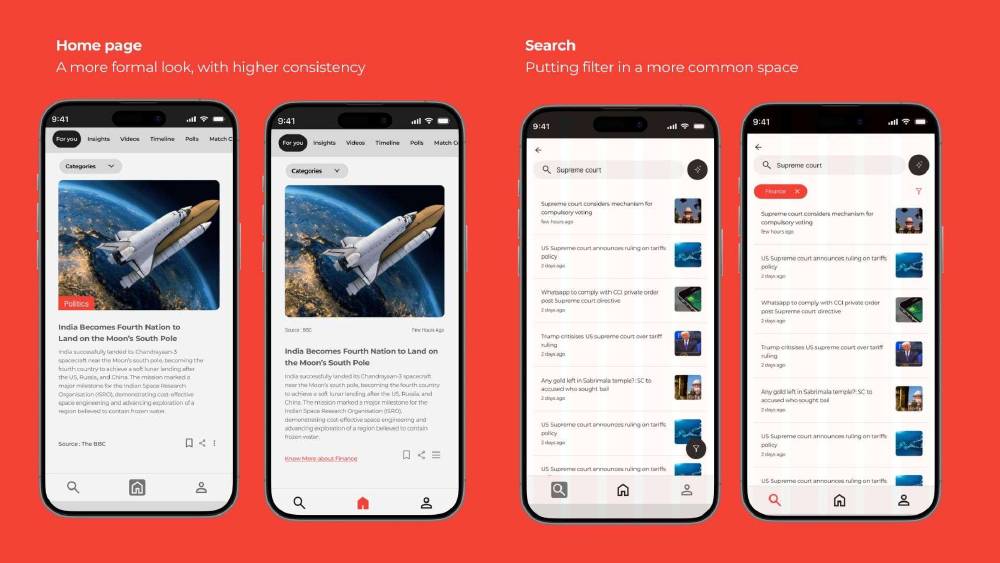 Home page
A more formal look, with higher consistency
Search
Putting filter in a more common space
9:41
For you Insights Videos Timeline Polls Match C
Categories
Politics
India Becomes Fourth Nation to
Land on the Moon's South Pole
India successfully landed its Chandrayaan-3
spacecraft near the Moon's south pole, becoming the
fourth country to achieve a soft lunar landing after
the US, Russia, and China. The mission marked a
major milestone for the Indian Space Research
Organisation (ISRO), demonstrating cost-effective
space engineering and advancing exploration of a
region believed to contain frozen water.
Source : The BBC
9:41
For you Insights Videos Timeline Polls Match Ce
Categories
Source : BBC Few Hours Ago
India Becomes Fourth Nation to Land on
the Moon's South Pole
India successfully landed its Chandrayaan-3 spacecraft
near the Moon's south pole, becoming the fourth country
to achieve a soft lunar landing after the US, Russia, and
China. The mission marked a major milestone for the
Indian Space Research Organisation (ISRO),
demonstrating cost-effective space engineering and
advancing exploration of a region believed to contain
frozen water.
Know More about Finance
9:41
Supreme court
Supreme court considers mechanism for
compulsory voting
few hours ago
US Supreme court announces ruling on tariffs
policy
2 days ago
Whatsapp to comply with CCI private order
post Supreme court directive
2 days ago
Trump critisises US supreme court over tariff
ruling
2 days ago
Any gold left in Sabrimala temple?: SC to
accused who sought bail
2 days ago
US Supreme court announces ruling on tariffs
policy
2 days ago
US Supreme court announces ruling on tariffs
9:41
Supreme court
Finance
Supreme court considers mechanism for
compulsory voting
few hours ago
US Supreme court announces ruling on tariffs
policy
2 days ago
Whatsapp to comply with CCI private order
post Supreme court directive
2 days ago
Trump critisises US supreme court over tariff
ruling
2 days ago
Any gold left in Sabrimala temple?: SC to
accused who sought bail
2 days ago
US Supreme court announces ruling on tariffs
policy
2 days ago
US Supreme court announces ruling on tariffs